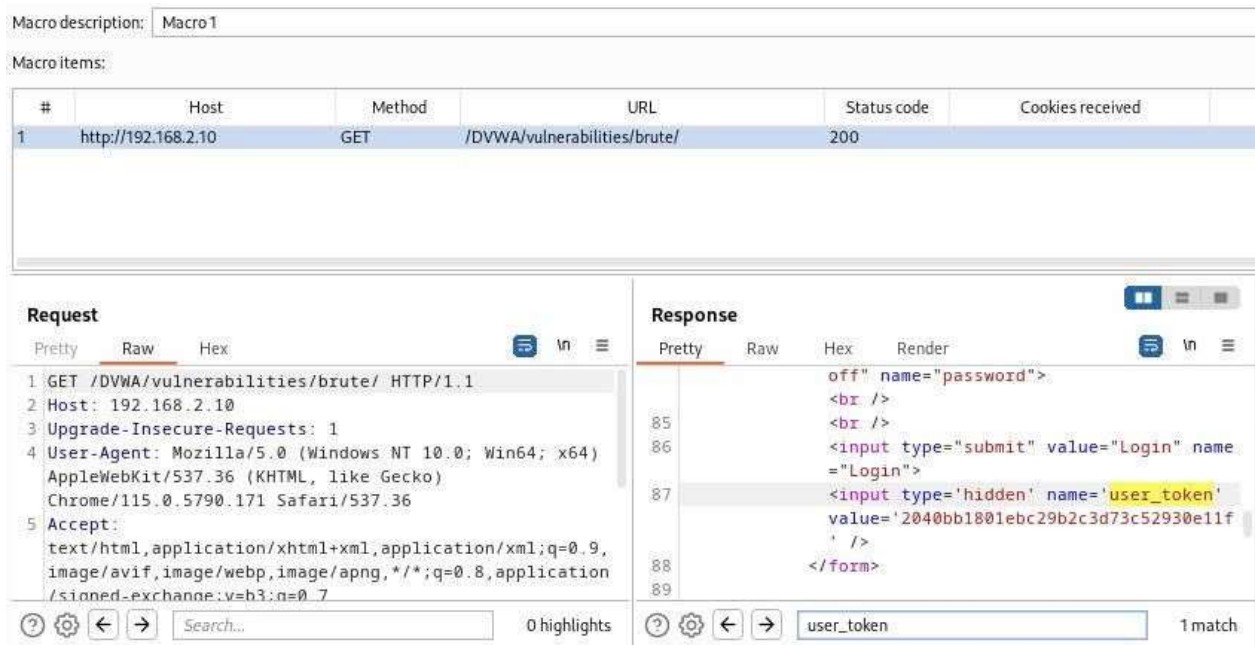 Macro description: Macro 1
Macro items:
# Host Method URL Status code Cookies received
1 http://192.168.2.10 GET /DVWA/vulnerabilities/brute/ 200
Request
Pretty Raw Hex \n
1 GET /DVWA/vulnerabilities/brute/ HTTP/1.1
2 Host: 192.168.2.10
3 Upgrade-Insecure-Requests: 1
4 User-Agent: Mozilla/5.0 (Windows NT 10.0; Win64; x64)
AppleWebKit/537.36 (KHTML, like Gecko)
Chrome/115.0.5790.171 Safari/537.36
5 Accept:
text/html,application/xhtml+xml,application/xml;q=0.9,
image/avif,image/webp,image/apng,*/*;q=0.8,application
/signed-exchange;v=b3;q=0.7
Search... 0 highlights
Response
Pretty Raw Hex Render \n
off" name="password">
<br />
85 <br />
86 <input type="submit" value="Login" name
="Login">
87 <input type='hidden' name='user_token'
value='2040bb1801ebc29b2c3d73c52930e11f
' />
88 </form>
89
user_token 1 match